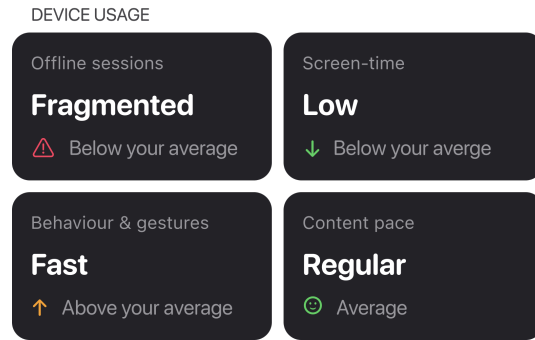 DEVICE USAGE
Offline sessions
Fragmented
Below your average
Screen-time
Low
Below your averge
Behaviour & gestures
Fast
Above your average
Content pace
Regular
Average